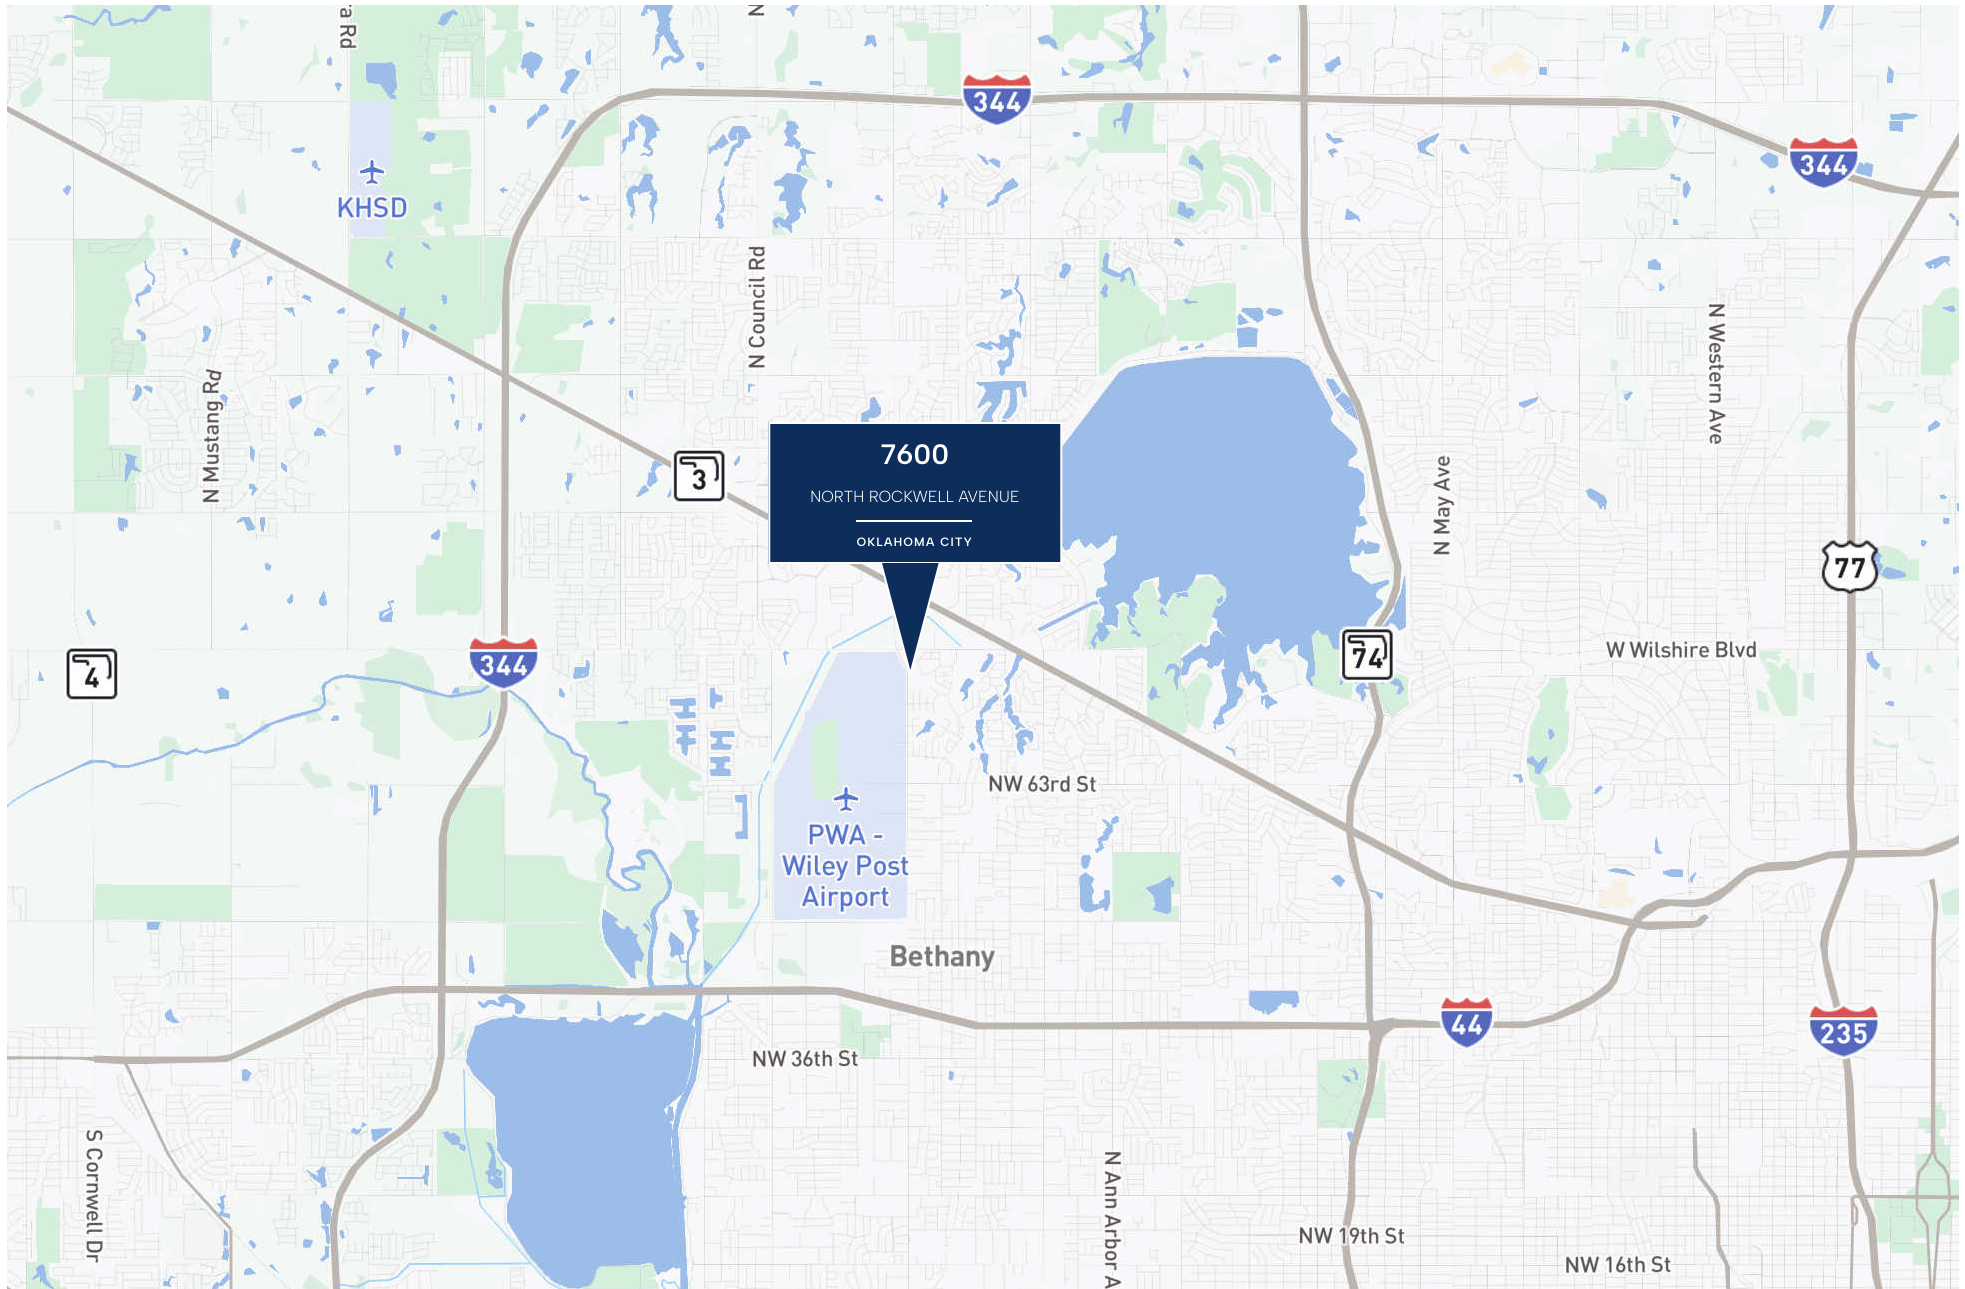 a Rd
N
344
344
KHSD
N Council Rd
N Western Ave
N Mustang Rd
3
7600
NORTH ROCKWELL AVENUE
OKLAHOMA CITY
N May Ave
77
4
344
74
W Wilshire Blvd
NW 63rd St
PWA -
Wiley Post
Airport
Bethany
44
235
NW 36th St
S Cornwell Dr
N Ann Arbor A
NW 19th St
NW 16th St